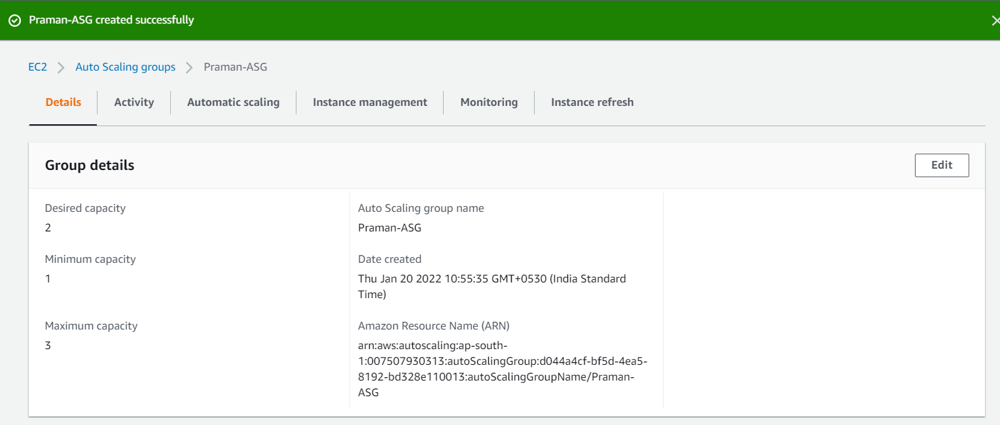 Praman-ASG created successfully
EC2 > Auto Scaling groups > Praman-ASG
Details Activity Automatic scaling Instance management Monitoring Instance refresh
Group details
Edit
Desired capacity
2
Minimum capacity
1
Maximum capacity
3
Auto Scaling group name
Praman-ASG
Date created
Thu Jan 20 2022 10:55:35 GMT+0530 (India Standard
Time)
Amazon Resource Name (ARN)
arn:aws:autoscaling:ap-south-
1:007507930313:autoScalingGroup:d044a4cf-bf5d-4ea5-
8192-bd328e110013:autoScalingGroupName/Praman-
ASG